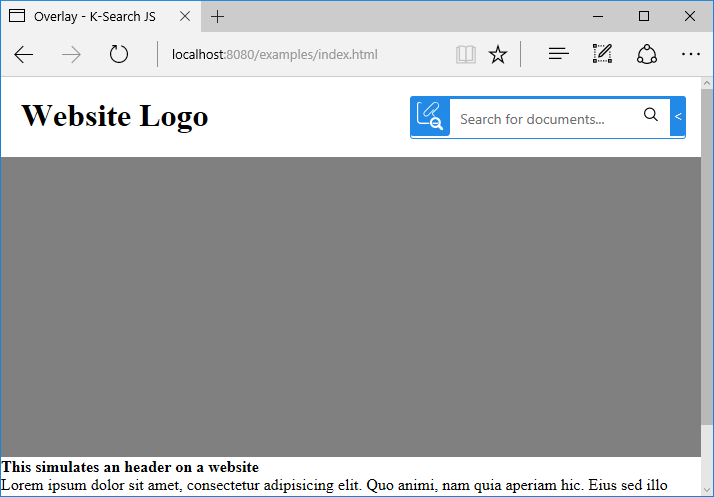 Overlay - K-Search JS
localhost:8080/examples/index.html
Website Logo
Search for documents...
<
This simulates an header on a website
Lorem ipsum dolor sit amet, consectetur adipisicing elit. Quo animi, nam quia aperiam hic. Eius sed illo